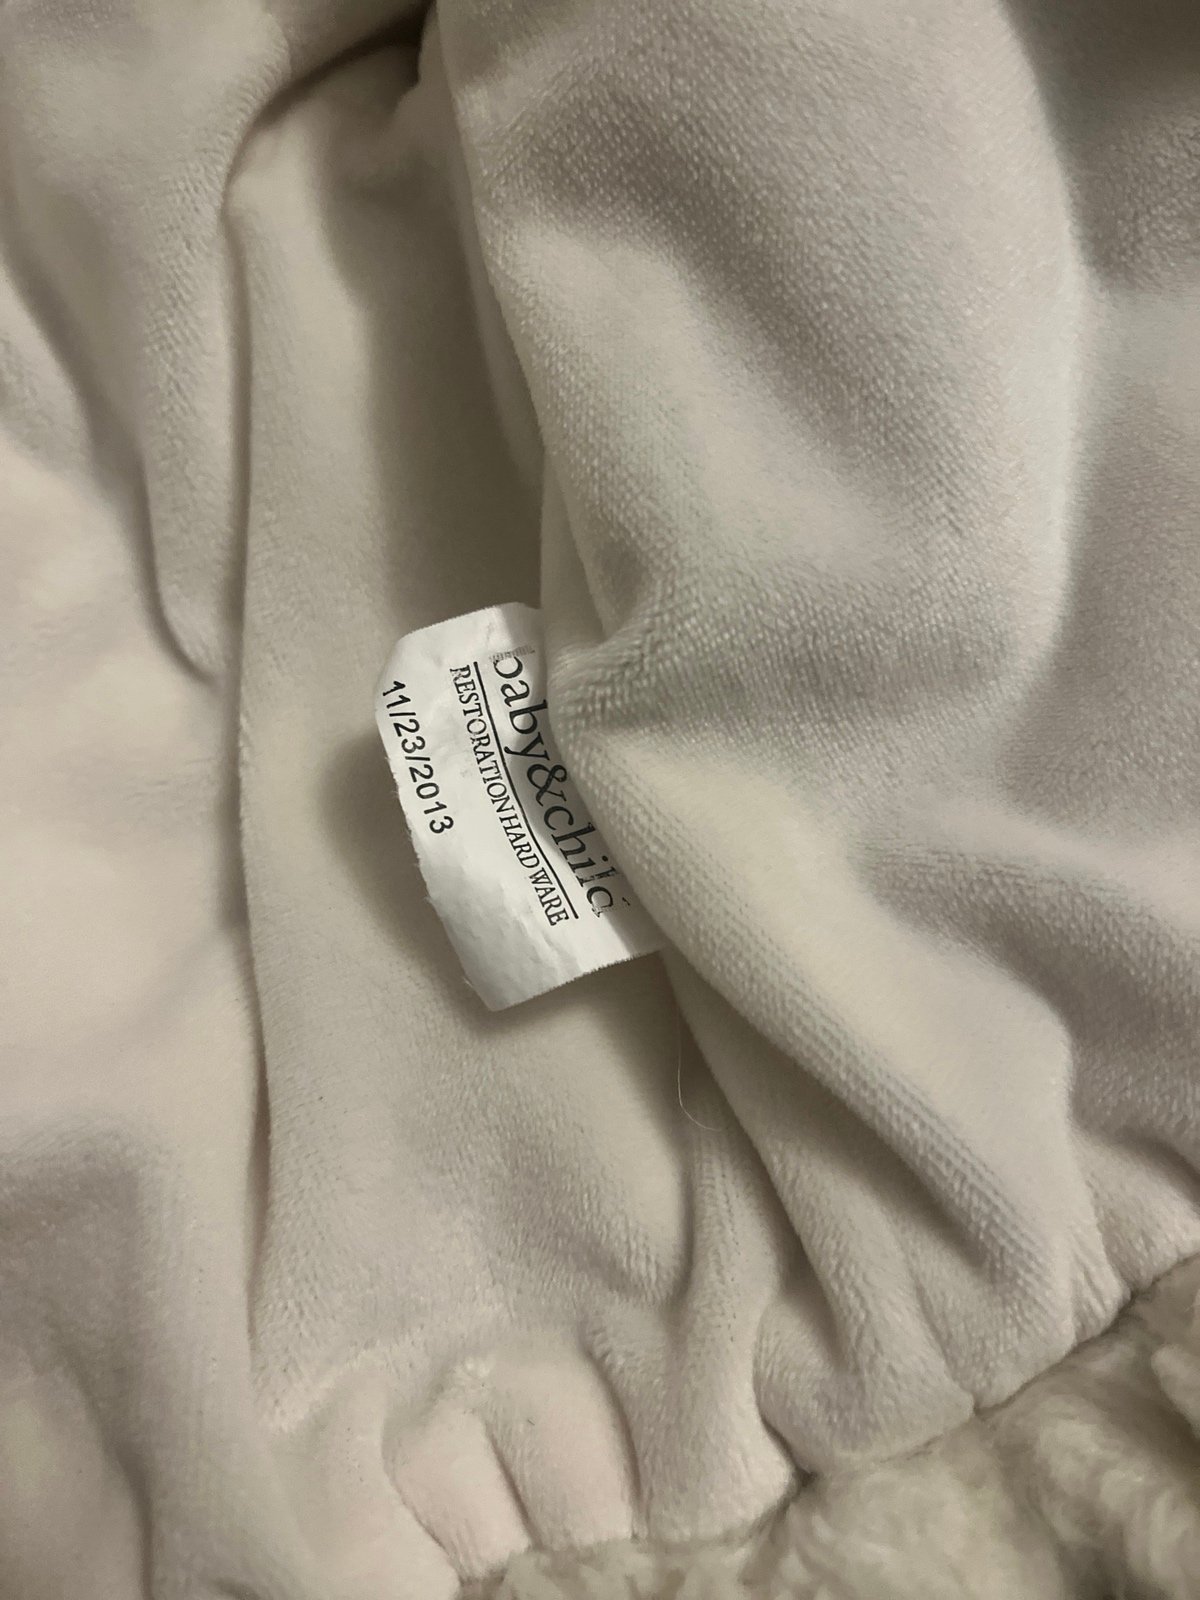 baby&child
RESTORATION HARDWARE
11/23/2013